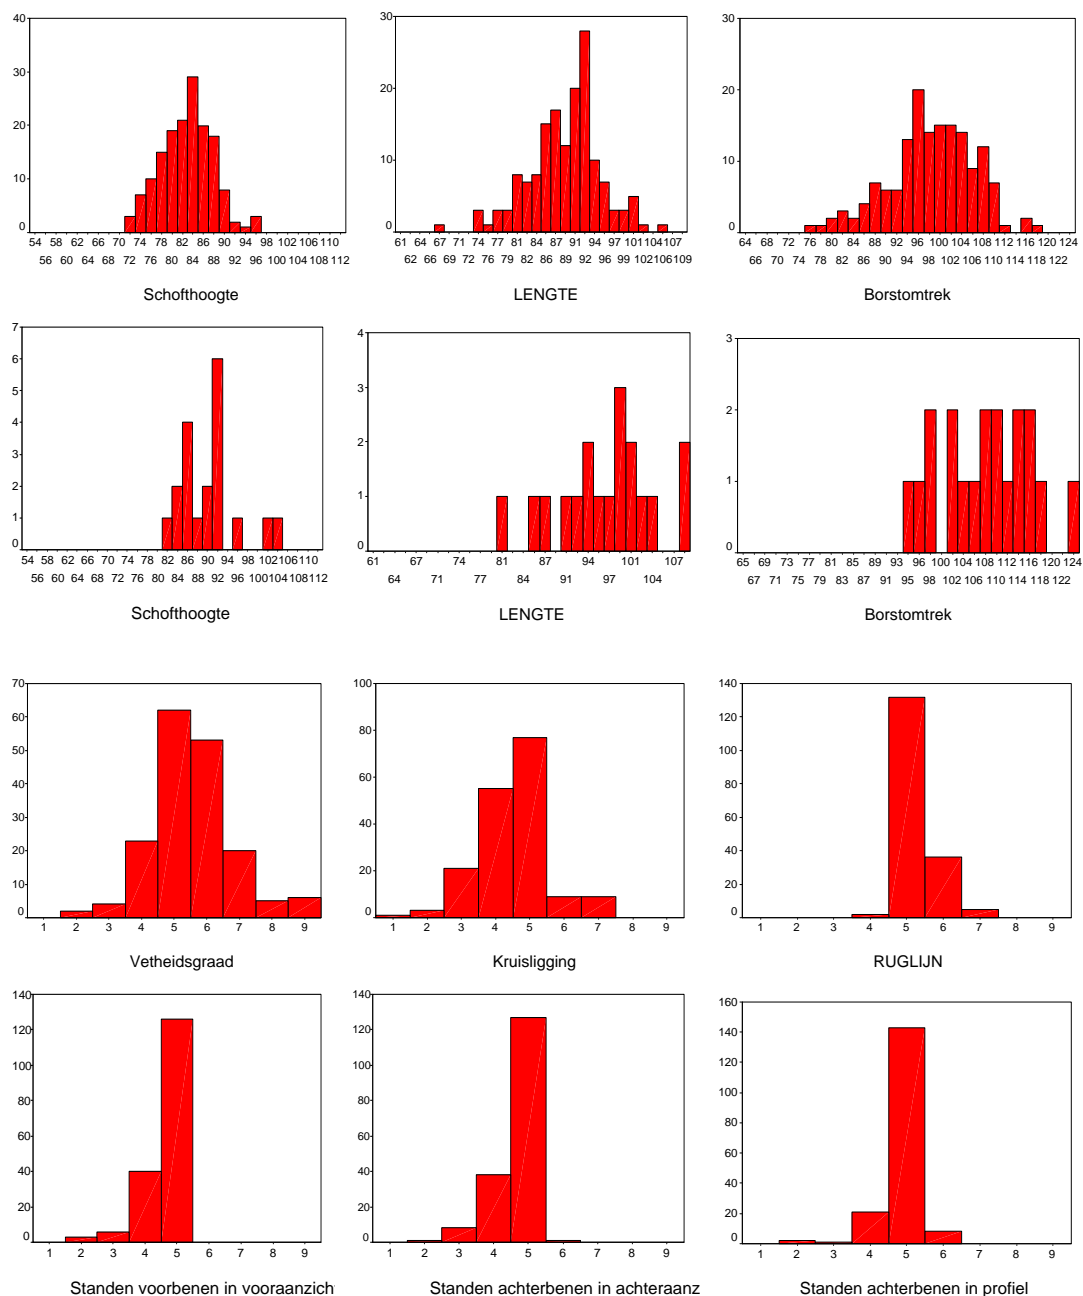 40
30
20
10
0
54 58 62 66 70 74 78 82 86 90 94 98 102 106 110
56 60 64 68 72 76 80 84 88 92 96 100 104 108 112
Schofthoogte
30
20
10
0
61 64 67 71 74 77 81 84 87 91 94 97 101 104 107
62 66 69 72 76 79 82 86 89 92 96 99 102 106 109
LENGTE
30
20
10
0
64 68 72 76 80 84 88 92 96 100 104 108 112 116 120 124
66 70 74 78 82 86 90 94 98 102 106 110 114 118 122
Borstomtrek
7
6
5
4
3
2
1
0
54 58 62 66 70 74 78 82 86 90 94 98 102 106 110
56 60 64 68 72 76 80 84 88 92 96 100 104 108 112
Schofthoogte
4
3
2
1
0
61 67 74 81 87 94 101 107
64 71 77 84 91 97 104
LENGTE
3
2
1
0
65 69 73 77 81 85 89 93 96 100 104 108 112 116 120 124
67 71 75 79 83 87 91 95 98 102 106 110 114 118 122
Borstomtrek
70
60
50
40
30
20
10
0
1 2 3 4 5 6 7 8 9
Vetheidsgraad
100
80
60
40
20
0
1 2 3 4 5 6 7 8 9
Kruisligging
140
120
100
80
60
40
20
0
1 2 3 4 5 6 7 8 9
RUGLIJN
140
120
100
80
60
40
20
0
1 2 3 4 5 6 7 8 9
Standen voorbenen in vooraanzich
140
120
100
80
60
40
20
0
1 2 3 4 5 6 7 8 9
Standen achterbenen in achteraanz
160
140
120
100
80
60
40
20
0
1 2 3 4 5 6 7 8 9
Standen achterbenen in profiel